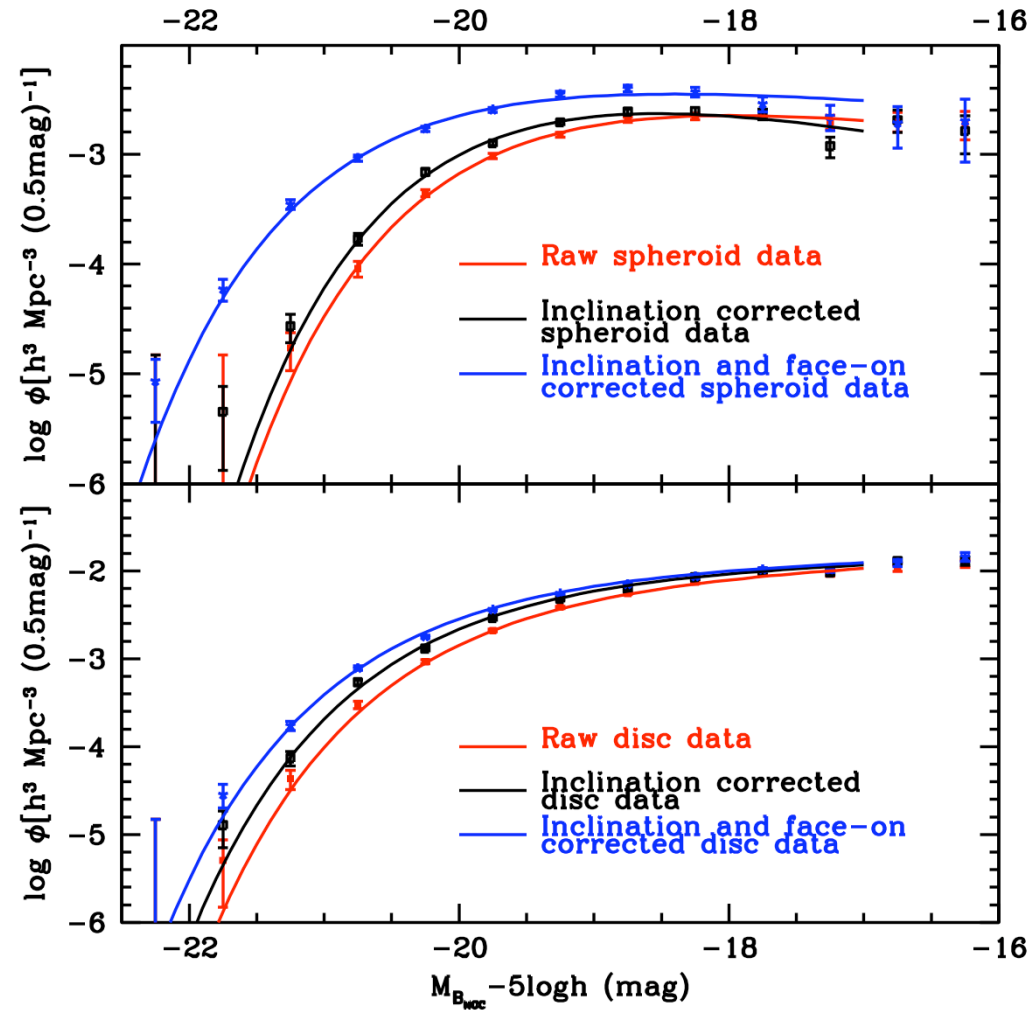 −22 −20 −18 −16
log ϕ[h³ Mpc⁻³ (0.5mag)⁻¹]
−3
−4
−5
−6
Raw spheroid data
Inclination corrected
spheroid data
Inclination and face−on
corrected spheroid data
log ϕ[h³ Mpc⁻³ (0.5mag)⁻¹]
−2
−3
−4
−5
−6
Raw disc data
Inclination corrected
disc data
Inclination and face−on
corrected disc data
−22 −20 −18 −16
M_B_MGC−5logh (mag)